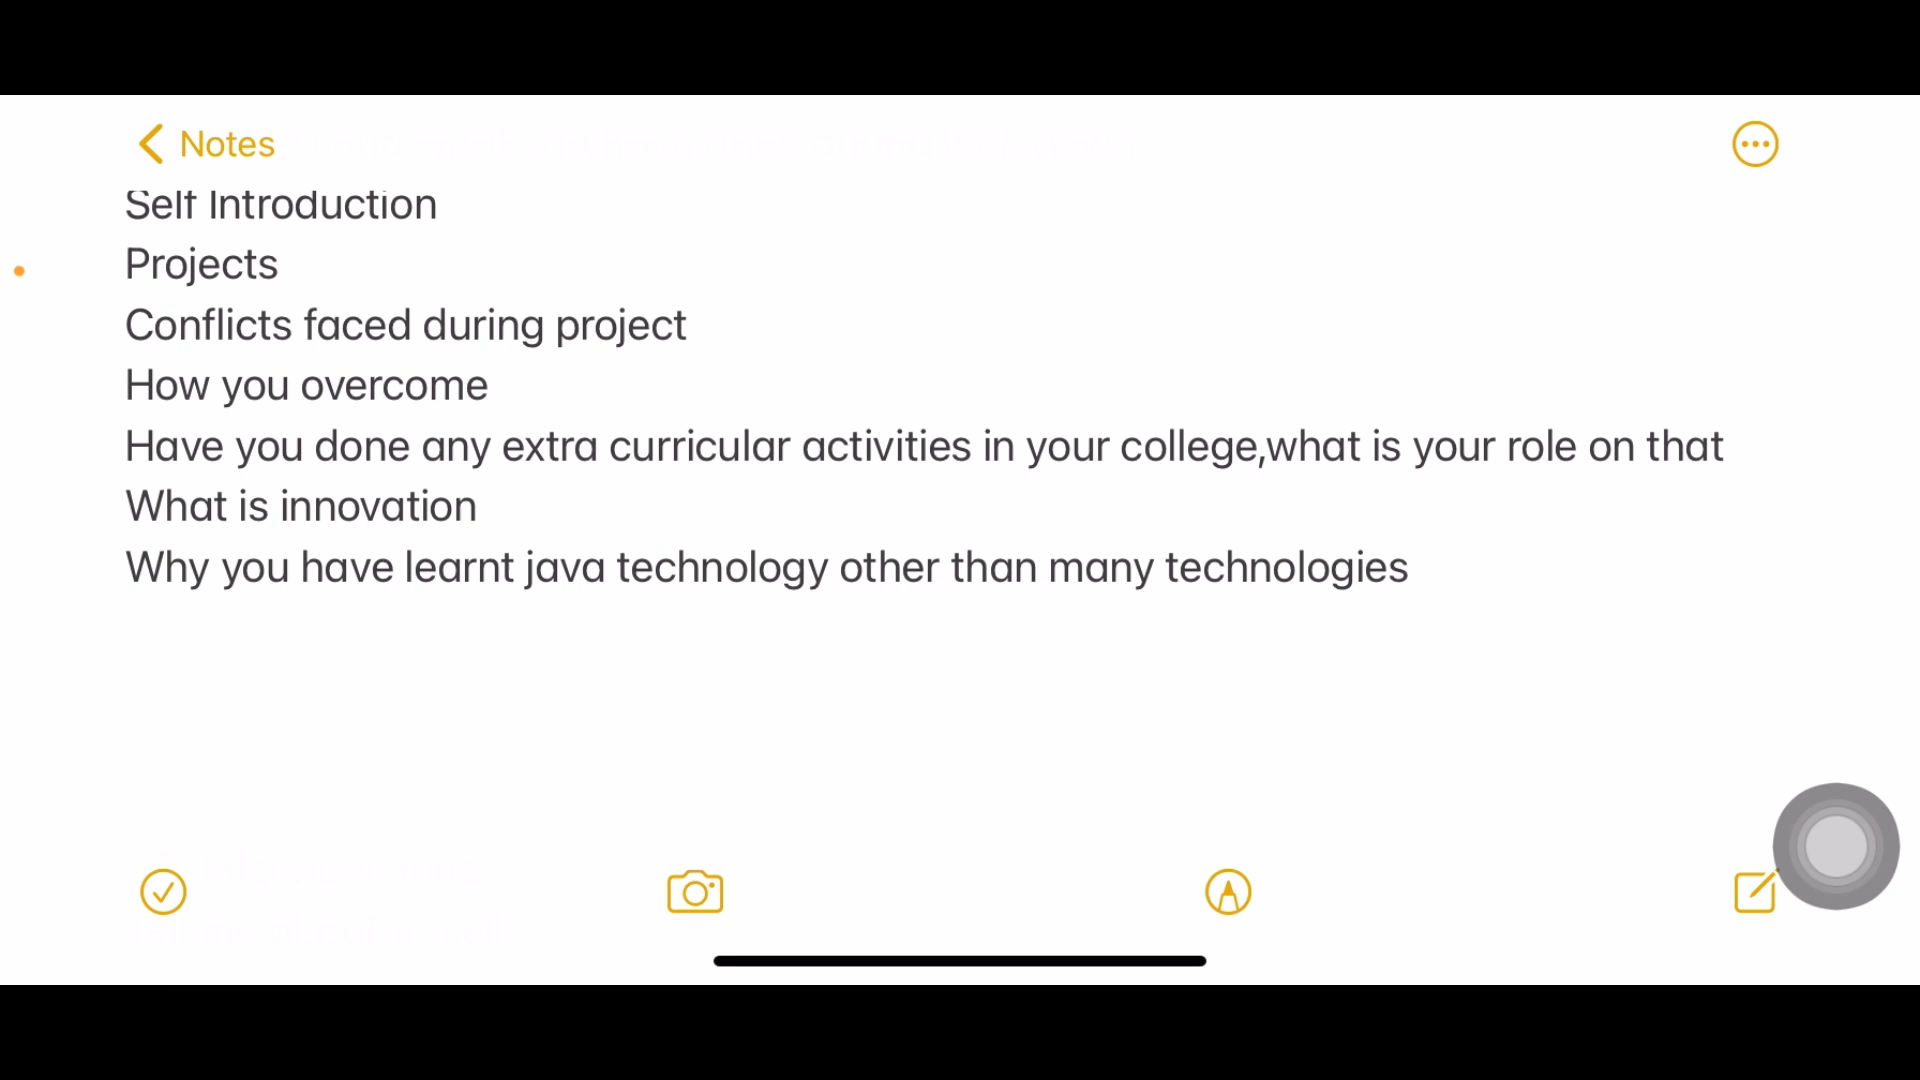 Notes
Self Introduction
Projects
Conflicts faced during project
How you overcome
Have you done any extra curricular activities in your college,what is your role on that
What is innovation
Why you have learnt java technology other than many technologies